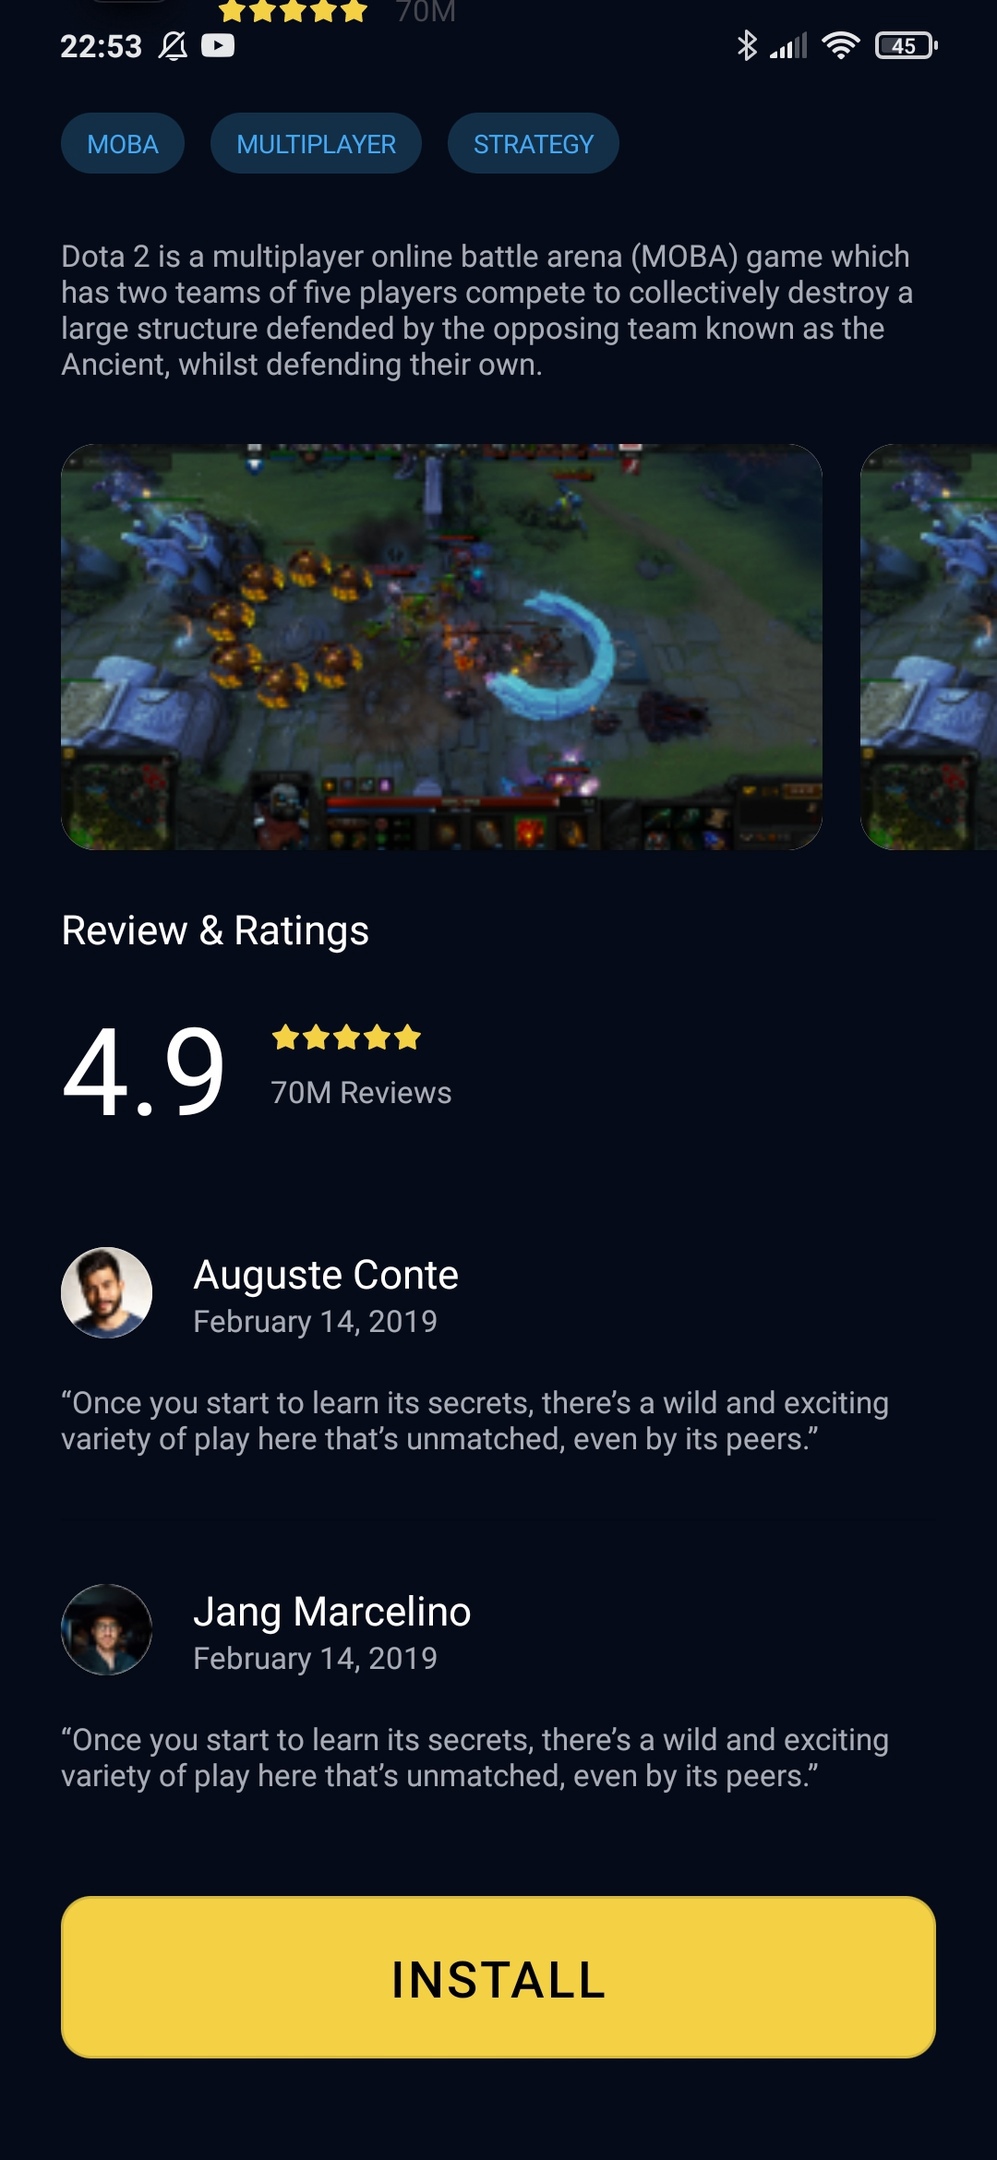 70M
22:53
45
MOBA MULTIPLAYER STRATEGY
Dota 2 is a multiplayer online battle arena (MOBA) game which
has two teams of five players compete to collectively destroy a
large structure defended by the opposing team known as the
Ancient, whilst defending their own.
Review & Ratings
4.9
70M Reviews
Auguste Conte
February 14, 2019
“Once you start to learn its secrets, there’s a wild and exciting
variety of play here that’s unmatched, even by its peers.”
Jang Marcelino
February 14, 2019
“Once you start to learn its secrets, there’s a wild and exciting
variety of play here that’s unmatched, even by its peers.”
INSTALL